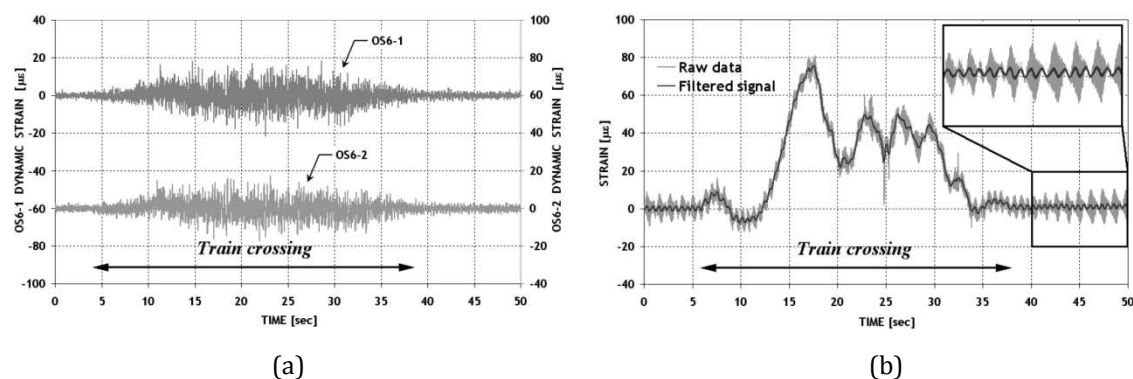 40
20
0
-20
-40
-60
-80
-100
OS6-1 DYNAMIC STRAIN [µε]
100
80
60
40
20
0
-20
-40
OS6-2 DYNAMIC STRAIN [µε]
OS6-1
OS6-2
Train crossing
0 5 10 15 20 25 30 35 40 45 50
TIME [sec]
(a)
100
80
60
40
20
0
-20
-40
STRAIN [µε]
Raw data
Filtered signal
Train crossing
0 5 10 15 20 25 30 35 40 45 50
TIME [sec]
(b)